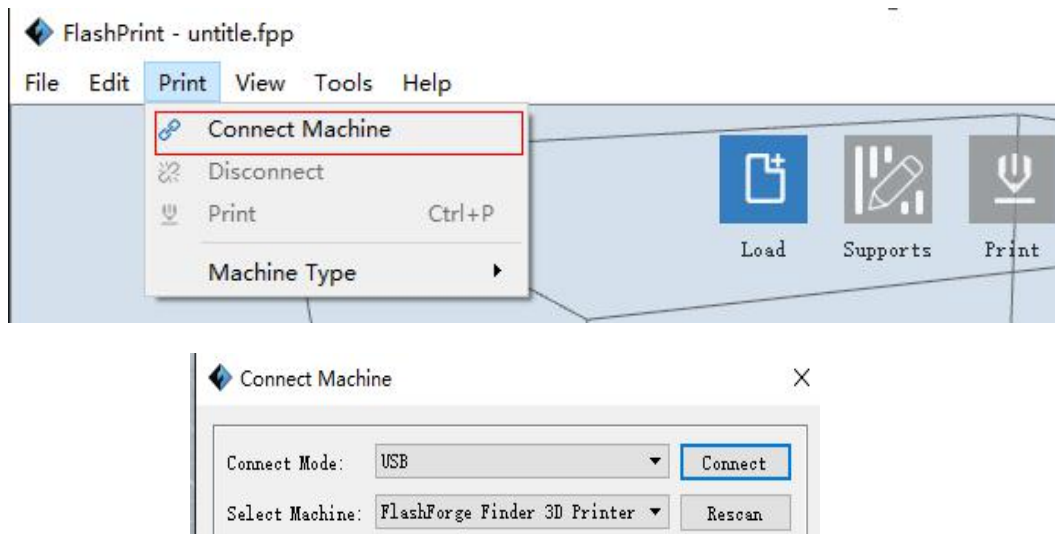 FlashPrint - untitle.fpp
File Edit Print View Tools Help
Connect Machine
Disconnect
Print Ctrl+P
Machine Type
Load Supports Print
Connect Machine
Connect Mode: USB Connect
Select Machine: FlashForge Finder 3D Printer Rescan